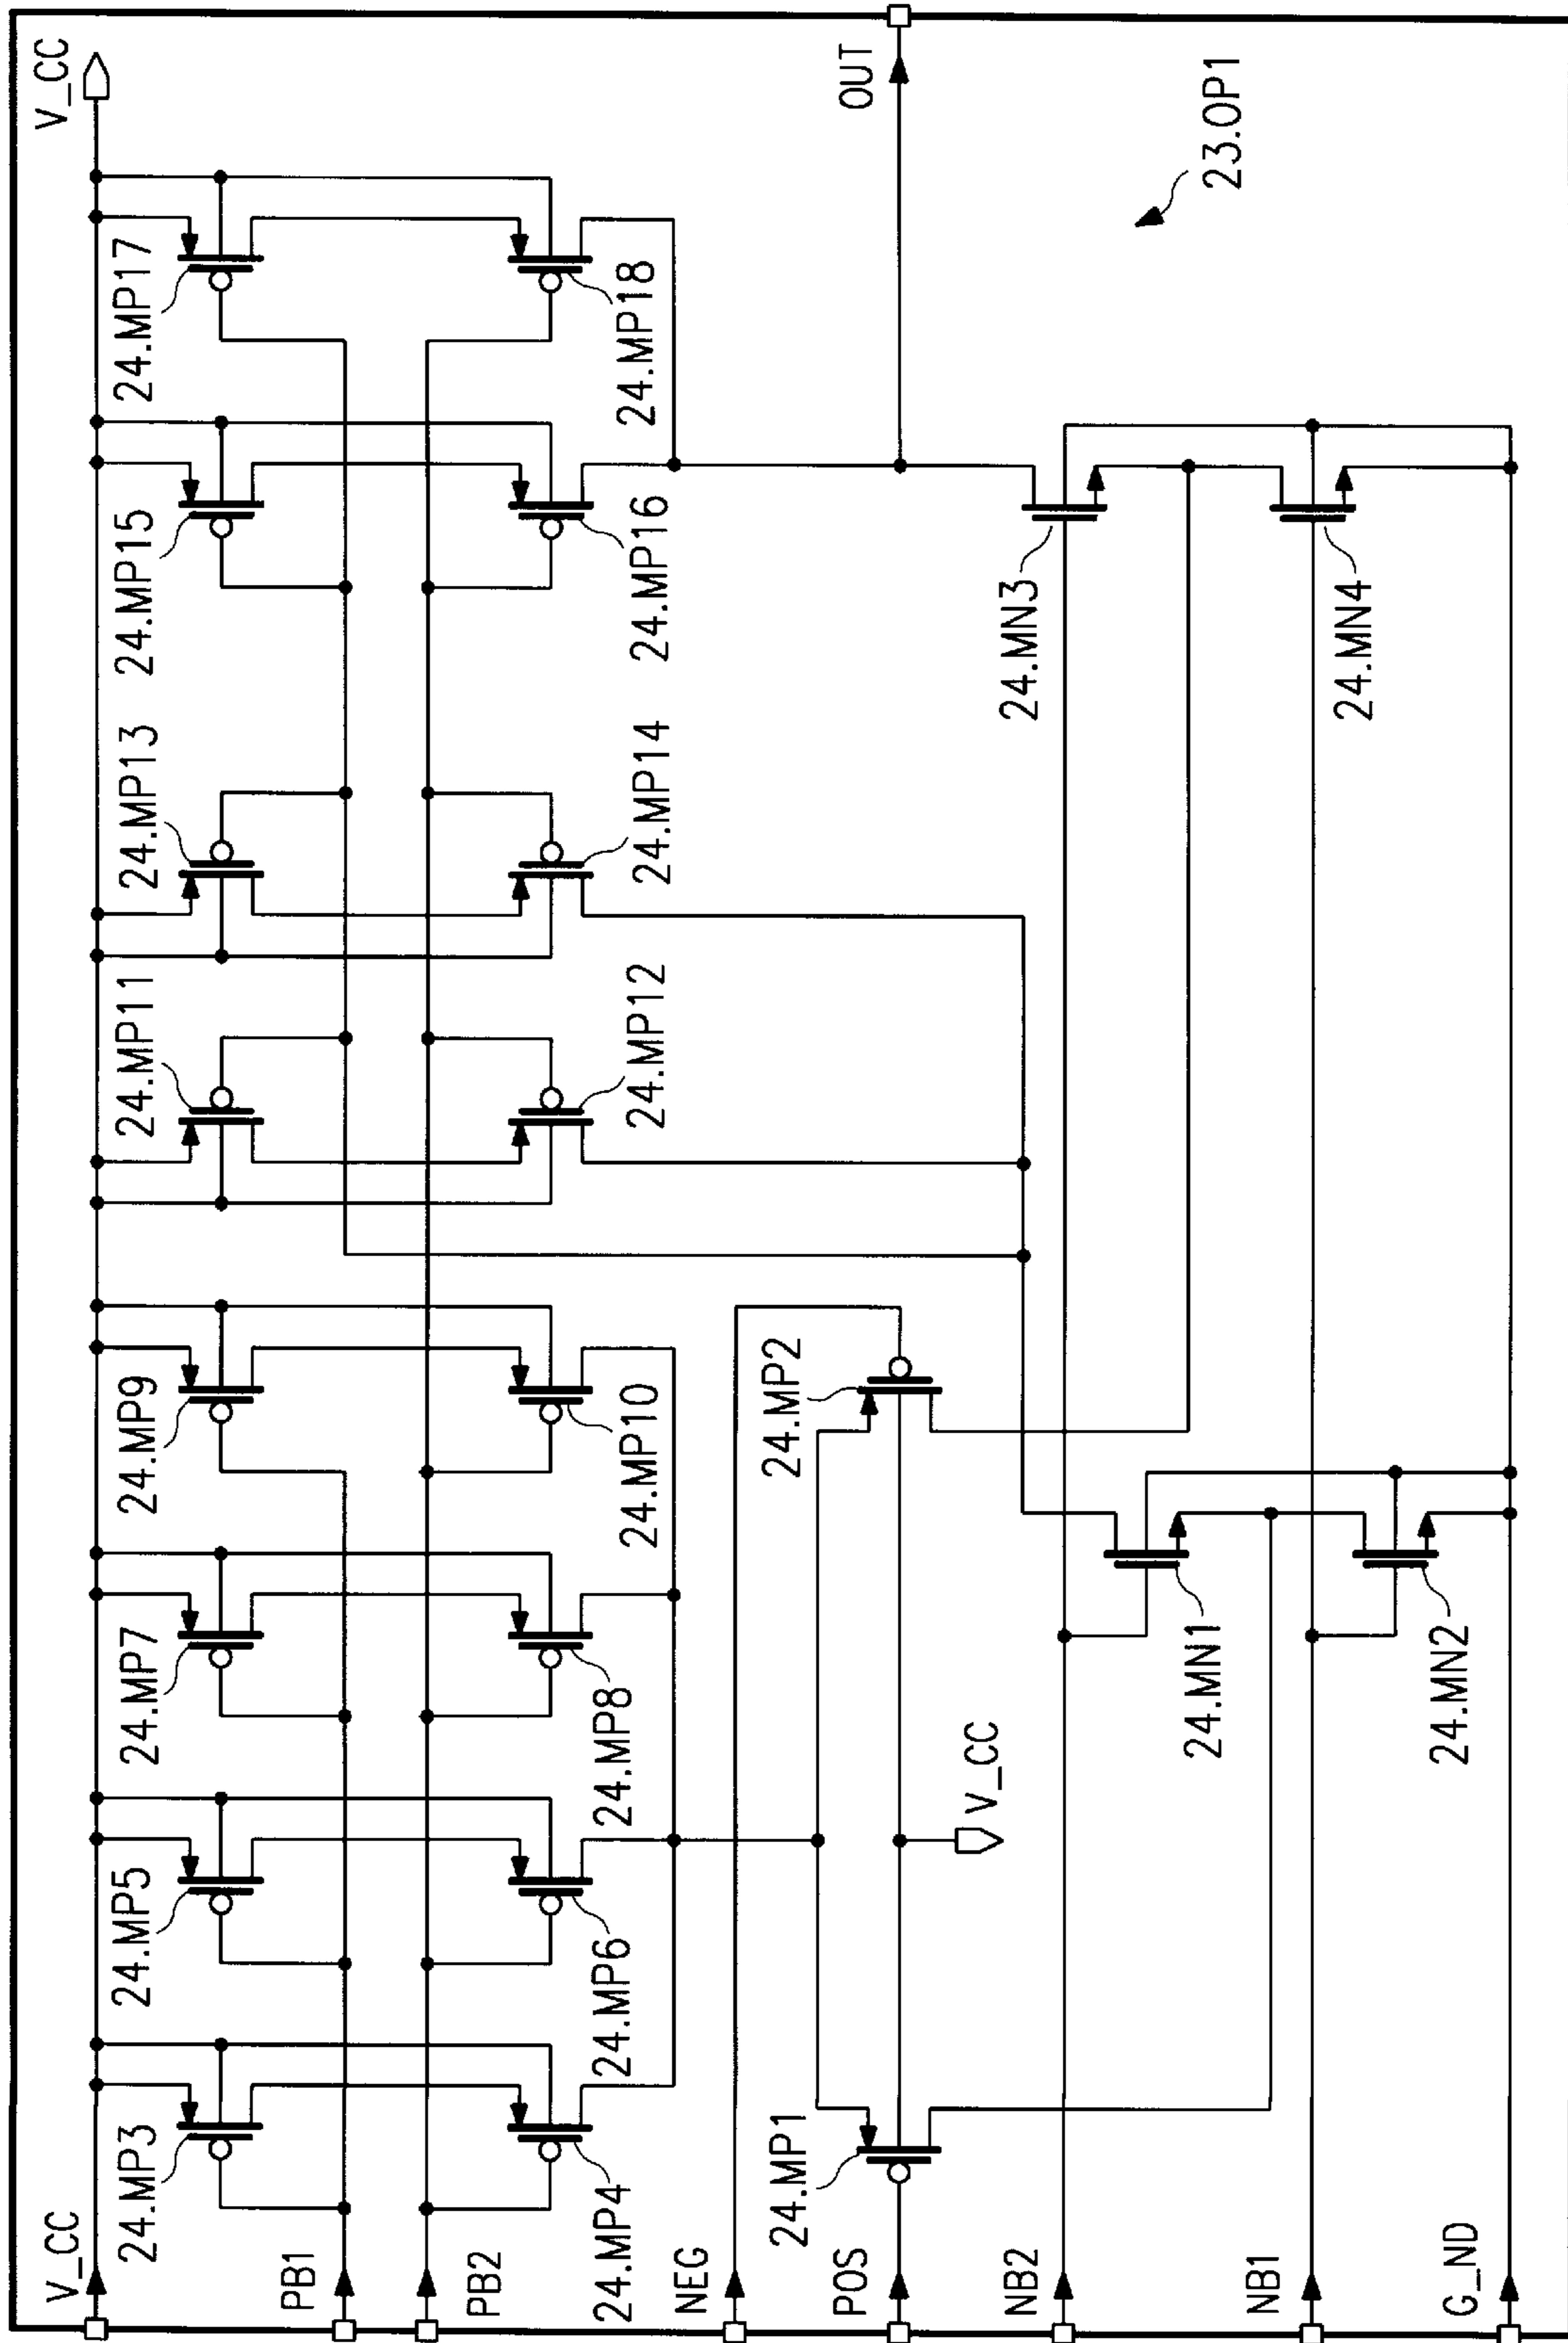 V_CC
V_CC
24.MP3
24.MP5
24.MP7
24.MP9
24.MP11
24.MP13
24.MP15
24.MP17
PB1
PB2
24.MP4
24.MP6
24.MP8
24.MP10
24.MP12
24.MP14
24.MP16
24.MP18
NEG
24.MP1
24.MP2
POS
OUT
V_CC
NB2
24.MN1
24.MN3
23.OP1
NB1
24.MN2
24.MN4
G_ND